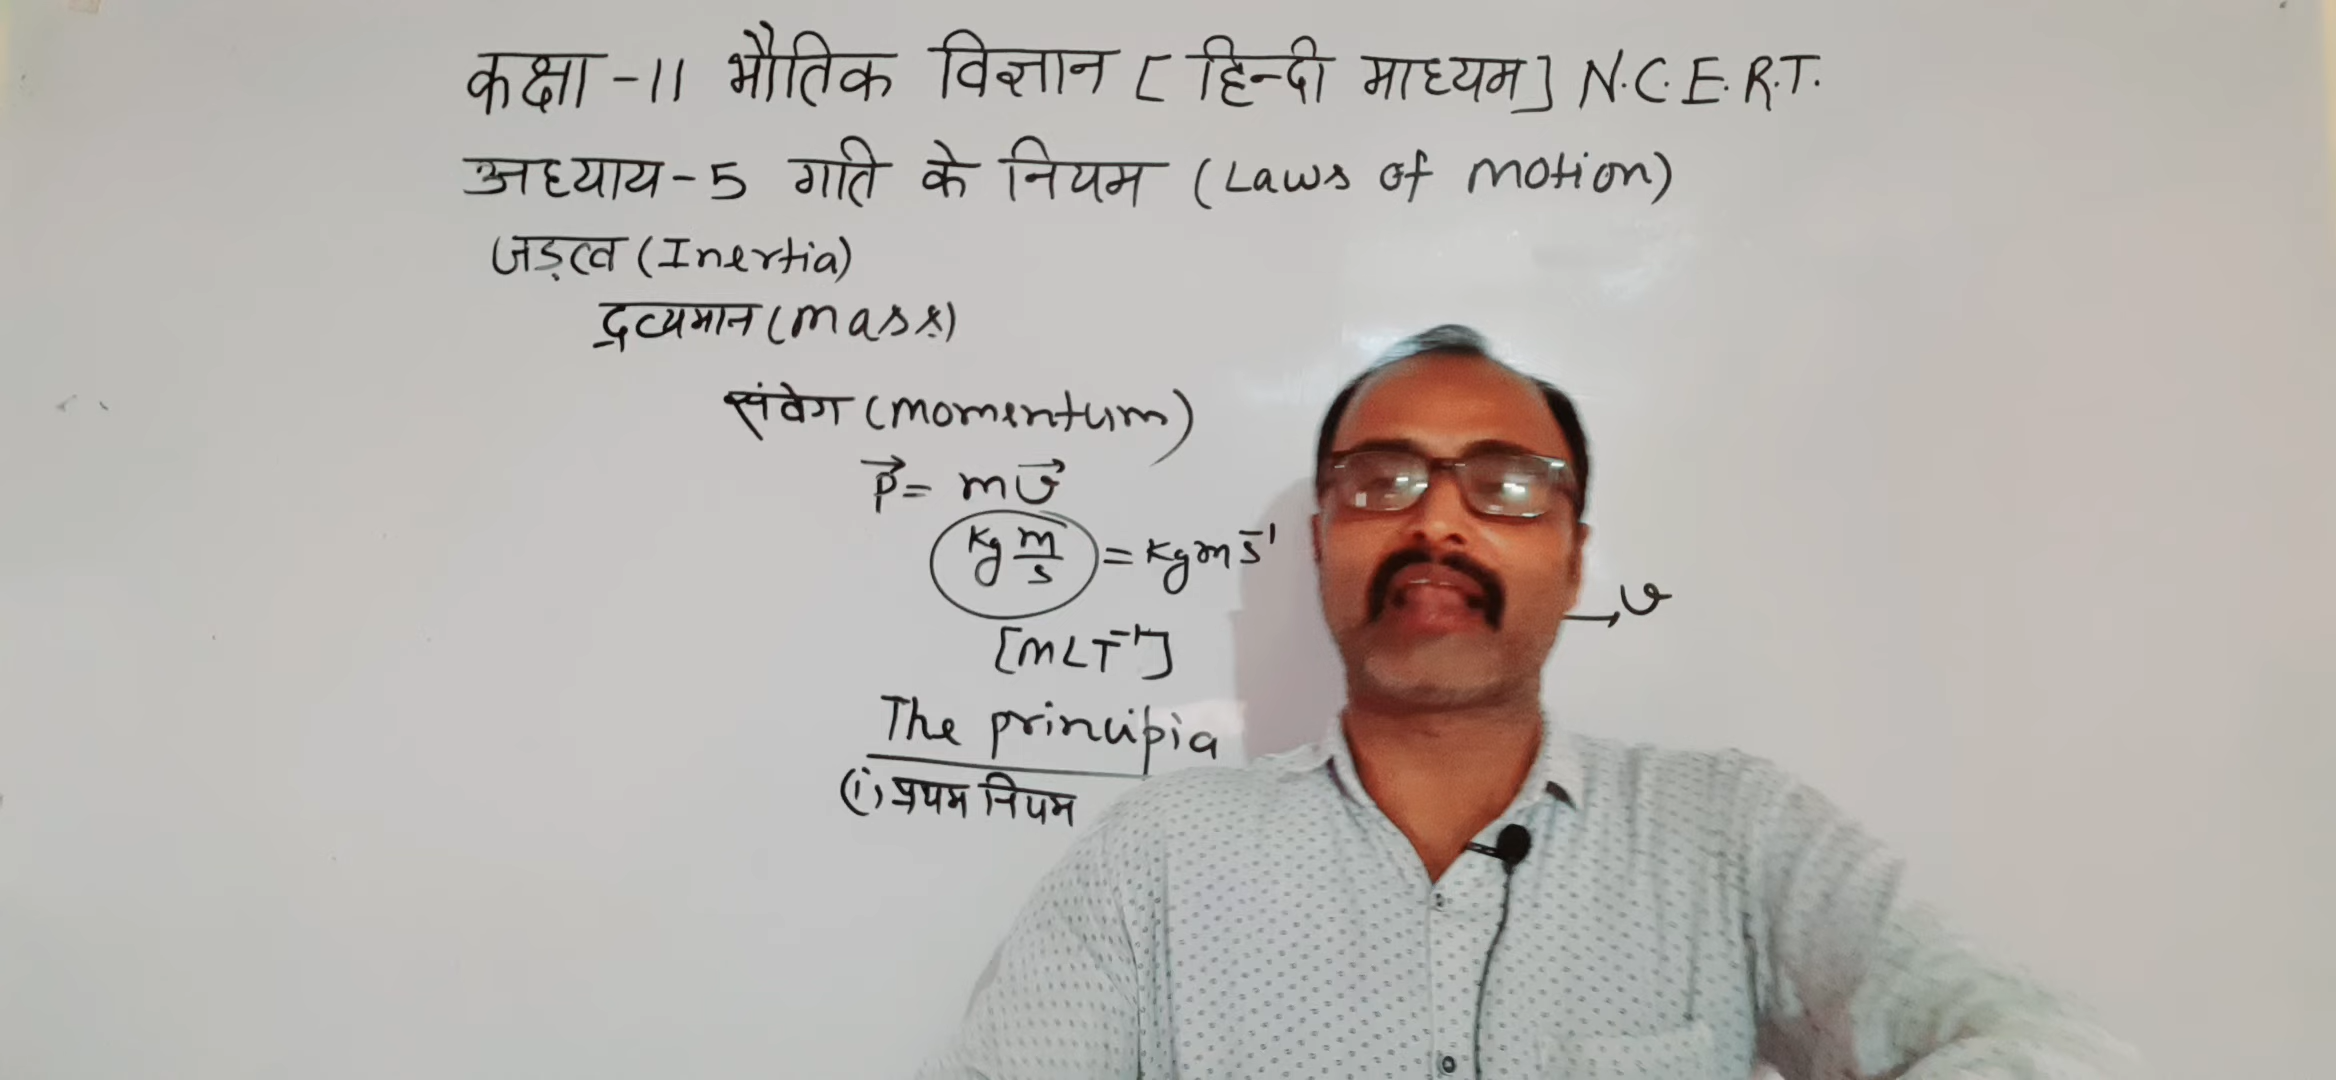 कक्षा -11 भौतिक विज्ञान [हिन्दी माध्यम] N.C.E.R.T.
अध्याय-5 गति के नियम (Laws of motion)
जड़त्व (Inertia)
द्रव्यमान (mass)
संवेग (momentum)
p⃗ = mv⃗
kg m/s = kgms⁻¹
→v
[MLT⁻¹]
The principia
(i) प्रथम नियम